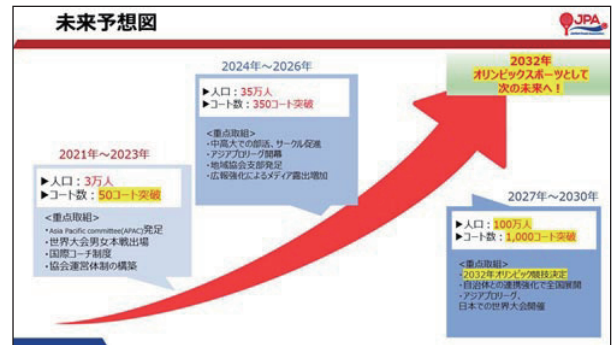 未来予想図
JPA
2032年
オリンピックスポーツとして
次の未来へ！
2024年～2026年
▶人口：35万人
▶コート数：350コート突破
＜重点取組＞
・中高大での部活、サークル促進
・アジアプロリーグ開幕
・地域協会支部発足
・広報強化によるメディア露出増加
2021年～2023年
▶人口：3万人
▶コート数：50コート突破
＜重点取組＞
・Asia Pacific committee(APAC)発足
・世界大会男女本戦出場
・国際コーチ制度
・協会運営体制の構築
2027年～2030年
▶人口：100万人
▶コート数：1,000コート突破
＜重点取組＞
・2032年オリンピック競技決定
・自治体との連携強化で全国展開
・アジアプロリーグ、
日本での世界大会開催